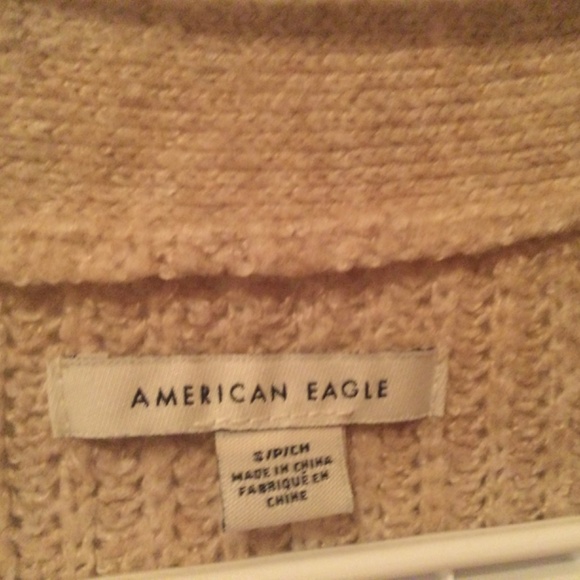 AMERICAN EAGLE
S/P/CH
MADE IN CHINA
FABRIQUÉ EN
CHINE